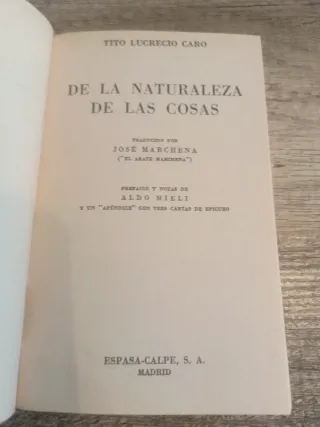 TITO LUCRECIO CARO
DE LA NATURALEZA
DE LAS COSAS
TRADUCIDO POR
JOSÉ MARCHENA
("EL ABATE MARCHENA")
PREFACIO Y NOTAS DE
ALDO MIELI
Y UN "APÉNDICE" CON TRES CARTAS DE EPICURO
ESPASA-CALPE, S. A.
MADRID